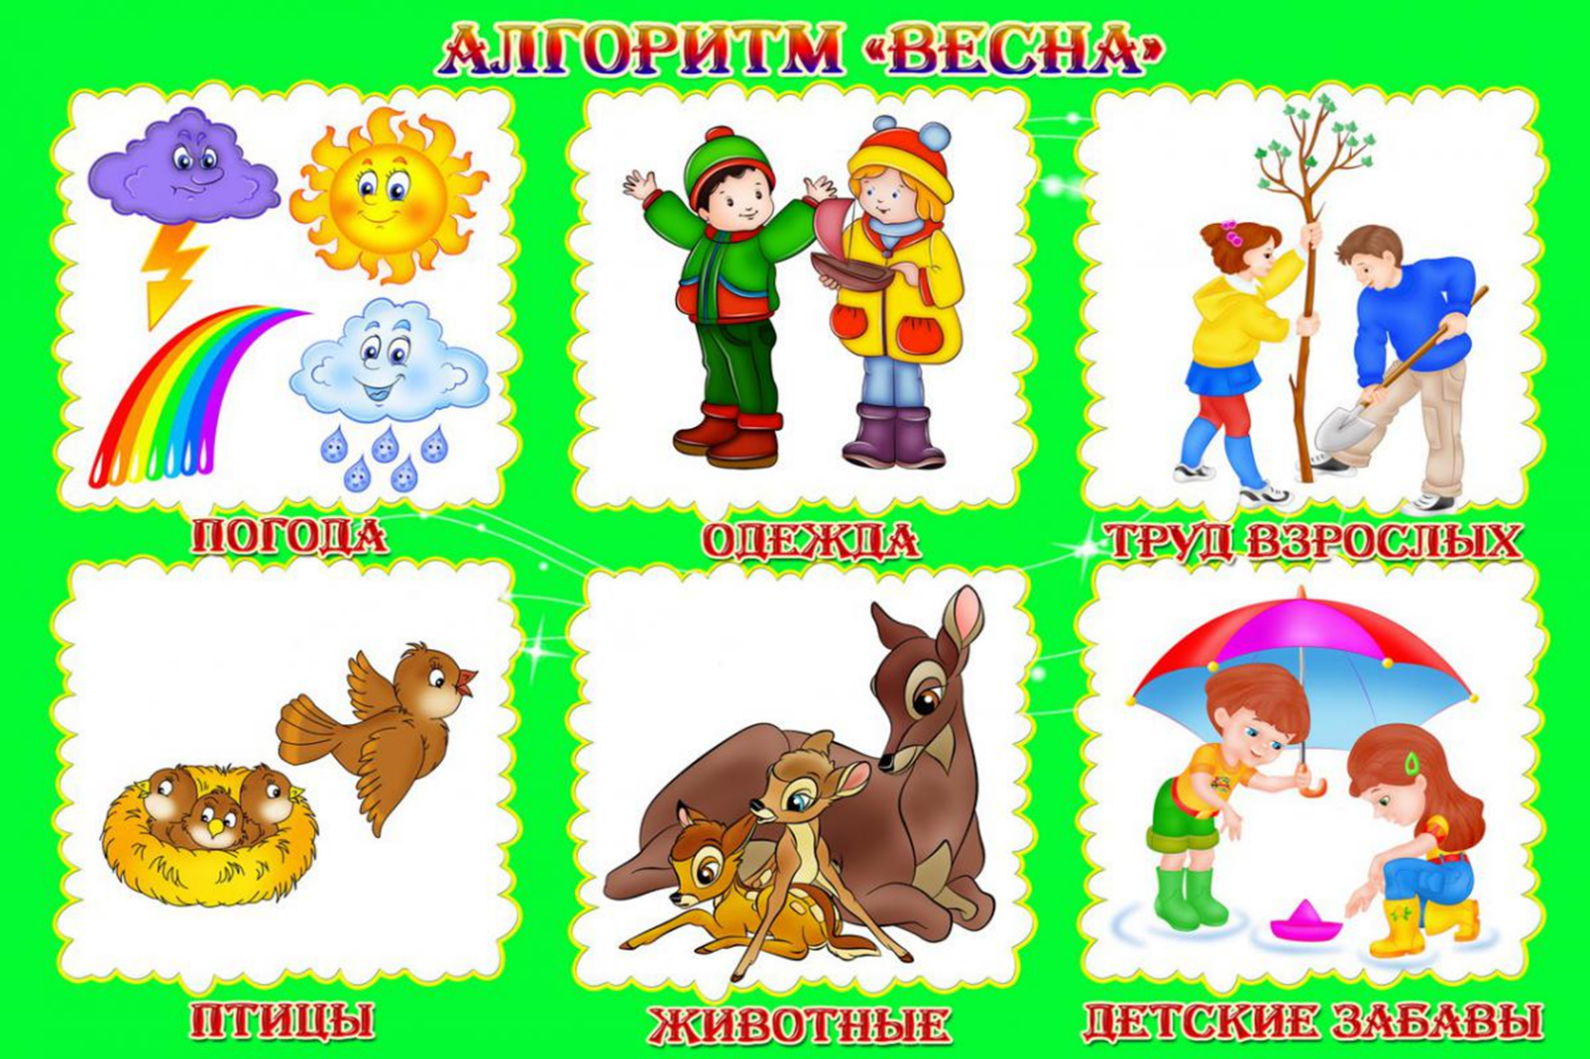 АЛГОРИТМ «ВЕСНА»
ПОГОДА
ОДЕЖДА
ТРУД ВЗРОСЛЫХ
ПТИЦЫ
ЖИВОТНЫЕ
ДЕТСКИЕ ЗАБАВЫ